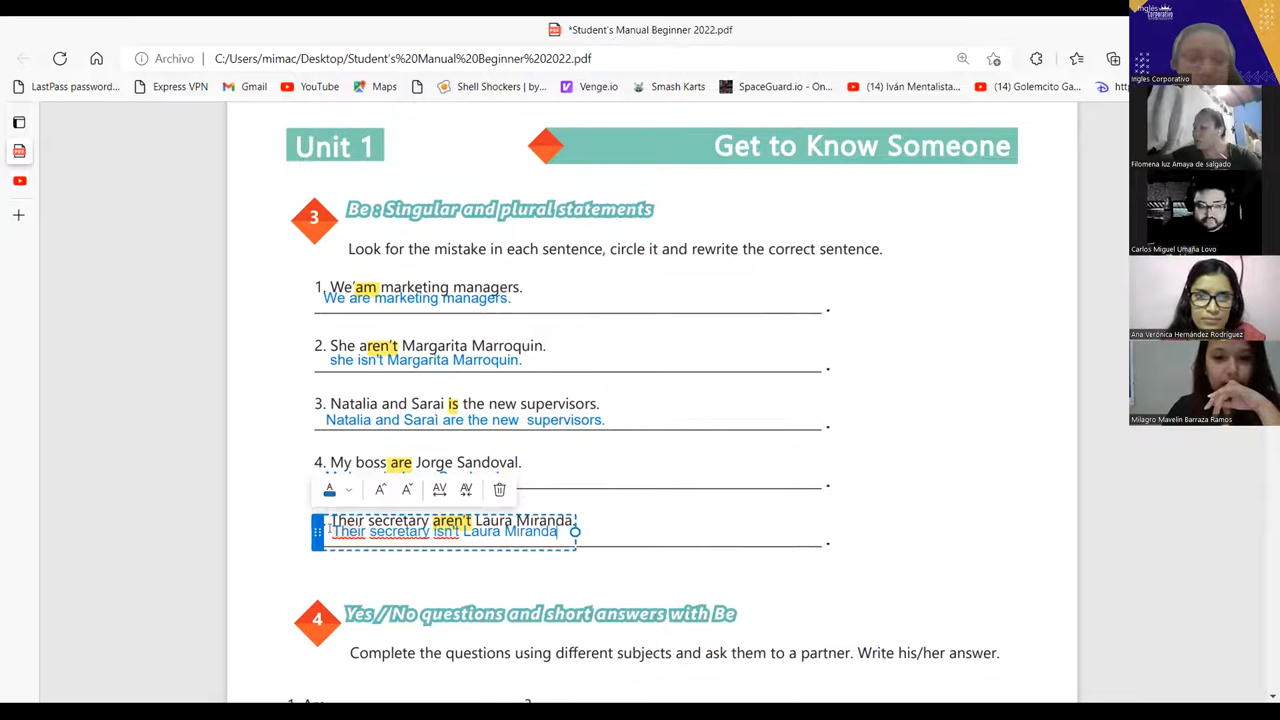 *Student's Manual Beginner 2022.pdf
Archivo
C:/Users/mimac/Desktop/Student's%20Manual%20Beginner%202022.pdf
LastPass password...
Express VPN
Gmail
YouTube
Maps
Shell Shockers | by...
Venge.io
Smash Karts
SpaceGuard.io - On...
(14) Iván Mentalista...
(14) Golemcito Ga...
Inglés
Corporativo
Ingles Corporativo
Filomena luz Amaya de salgado
Carlos Miguel Umaña Lovo
Ana Verónica Hernández Rodríguez
Milagro Mavelin Barraza Ramos
Unit 1
Get to Know Someone
3
Be : Singular and plural statements
Look for the mistake in each sentence, circle it and rewrite the correct sentence.
1. We'am marketing managers.
We are marketing managers.
2. She aren't Margarita Marroquin.
she isn't Margarita Marroquin.
3. Natalia and Sarai is the new supervisors.
Natalia and Sarai are the new supervisors.
4. My boss are Jorge Sandoval.
Their secretary aren't Laura Miranda.
Their secretary isn't Laura Miranda
4
Yes / No questions and short answers with Be
Complete the questions using different subjects and ask them to a partner. Write his/her answer.